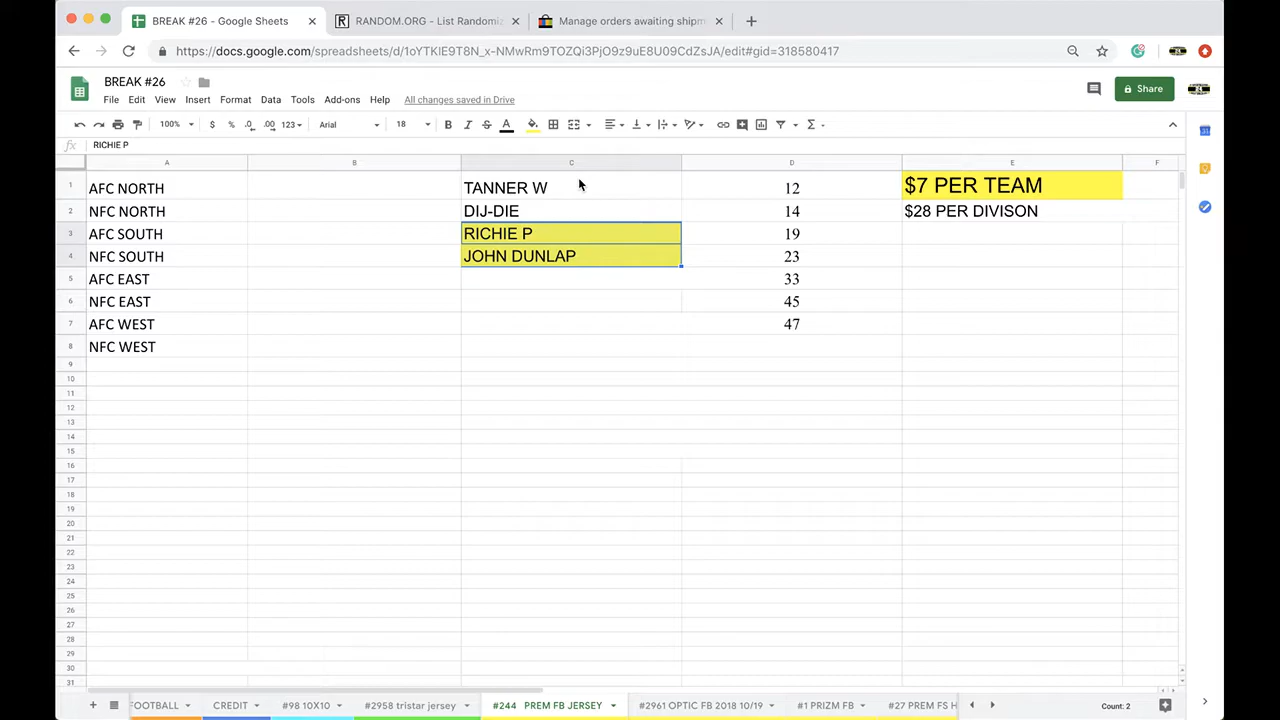 BREAK #26 - Google Sheets
RANDOM.ORG - List Randomiz
Manage orders awaiting shipm
https://docs.google.com/spreadsheets/d/1oYTKlE9T8N_x-NMwRm9TOZQi3PjO9z9uE8U09CdZsJA/edit#gid=318580417
BREAK #26
File Edit View Insert Format Data Tools Add-ons Help All changes saved in Drive
Share
100% $ % .0 .00 123 Arial 18 B I S A
fx RICHIE P
A B C D E F
1 AFC NORTH TANNER W 12 $7 PER TEAM
2 NFC NORTH DIJ-DIE 14 $28 PER DIVISON
3 AFC SOUTH RICHIE P 19
4 NFC SOUTH JOHN DUNLAP 23
5 AFC EAST 33
6 NFC EAST 45
7 AFC WEST 47
8 NFC WEST
9
10
11
12
13
14
15
16
17
18
19
20
21
22
23
24
25
26
27
28
29
30
31
FOOTBALL CREDIT #98 10X10 #2958 tristar jersey #244 PREM FB JERSEY #2961 OPTIC FB 2018 10/19 #1 PRIZM FB #27 PREM FS H Count: 2